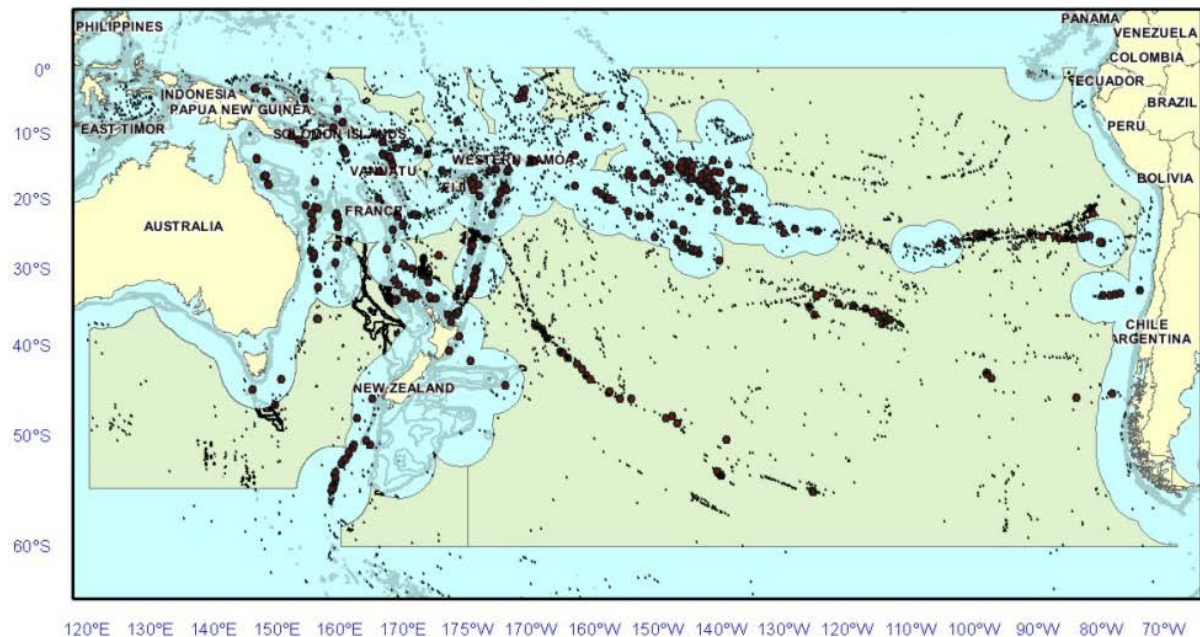 PHILIPPINES
PANAMA
VENEZUELA
COLOMBIA
0°
ECUADOR
INDONESIA
PAPUA NEW GUINEA
BRAZIL
10°S
EAST TIMOR
SOLOMON ISLANDS
PERU
WESTERN SAMOA
VANUATU
FIJI
BOLIVIA
20°S
FRANCE
AUSTRALIA
30°S
CHILE
ARGENTINA
40°S
NEW ZEALAND
50°S
60°S
120°E 130°E 140°E 150°E 160°E 170°E 175°W 170°W 160°W 150°W 140°W 130°W 120°W 110°W 100°W 90°W 80°W 70°W